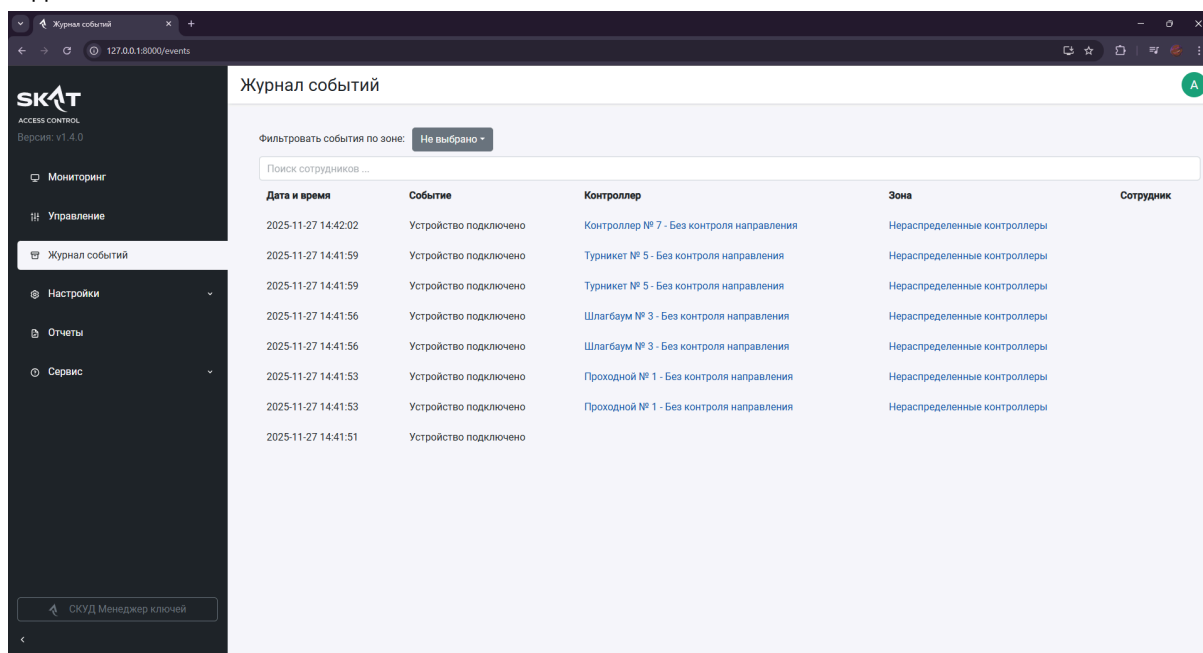 Журнал событий
127.0.0.1:8000/events
SKAT
ACCESS CONTROL
Версия: v1.4.0
Мониторинг
Управление
Журнал событий
Настройки
Отчеты
Сервис
СКУД Менеджер ключей
Журнал событий
A
Фильтровать события по зоне: Не выбрано
Поиск сотрудников ...
Дата и время Событие Контроллер Зона Сотрудник
2025-11-27 14:42:02 Устройство подключено Контроллер № 7 - Без контроля направления Нераспределенные контроллеры
2025-11-27 14:41:59 Устройство подключено Турникет № 5 - Без контроля направления Нераспределенные контроллеры
2025-11-27 14:41:59 Устройство подключено Турникет № 5 - Без контроля направления Нераспределенные контроллеры
2025-11-27 14:41:56 Устройство подключено Шлагбаум № 3 - Без контроля направления Нераспределенные контроллеры
2025-11-27 14:41:56 Устройство подключено Шлагбаум № 3 - Без контроля направления Нераспределенные контроллеры
2025-11-27 14:41:53 Устройство подключено Проходной № 1 - Без контроля направления Нераспределенные контроллеры
2025-11-27 14:41:53 Устройство подключено Проходной № 1 - Без контроля направления Нераспределенные контроллеры
2025-11-27 14:41:51 Устройство подключено